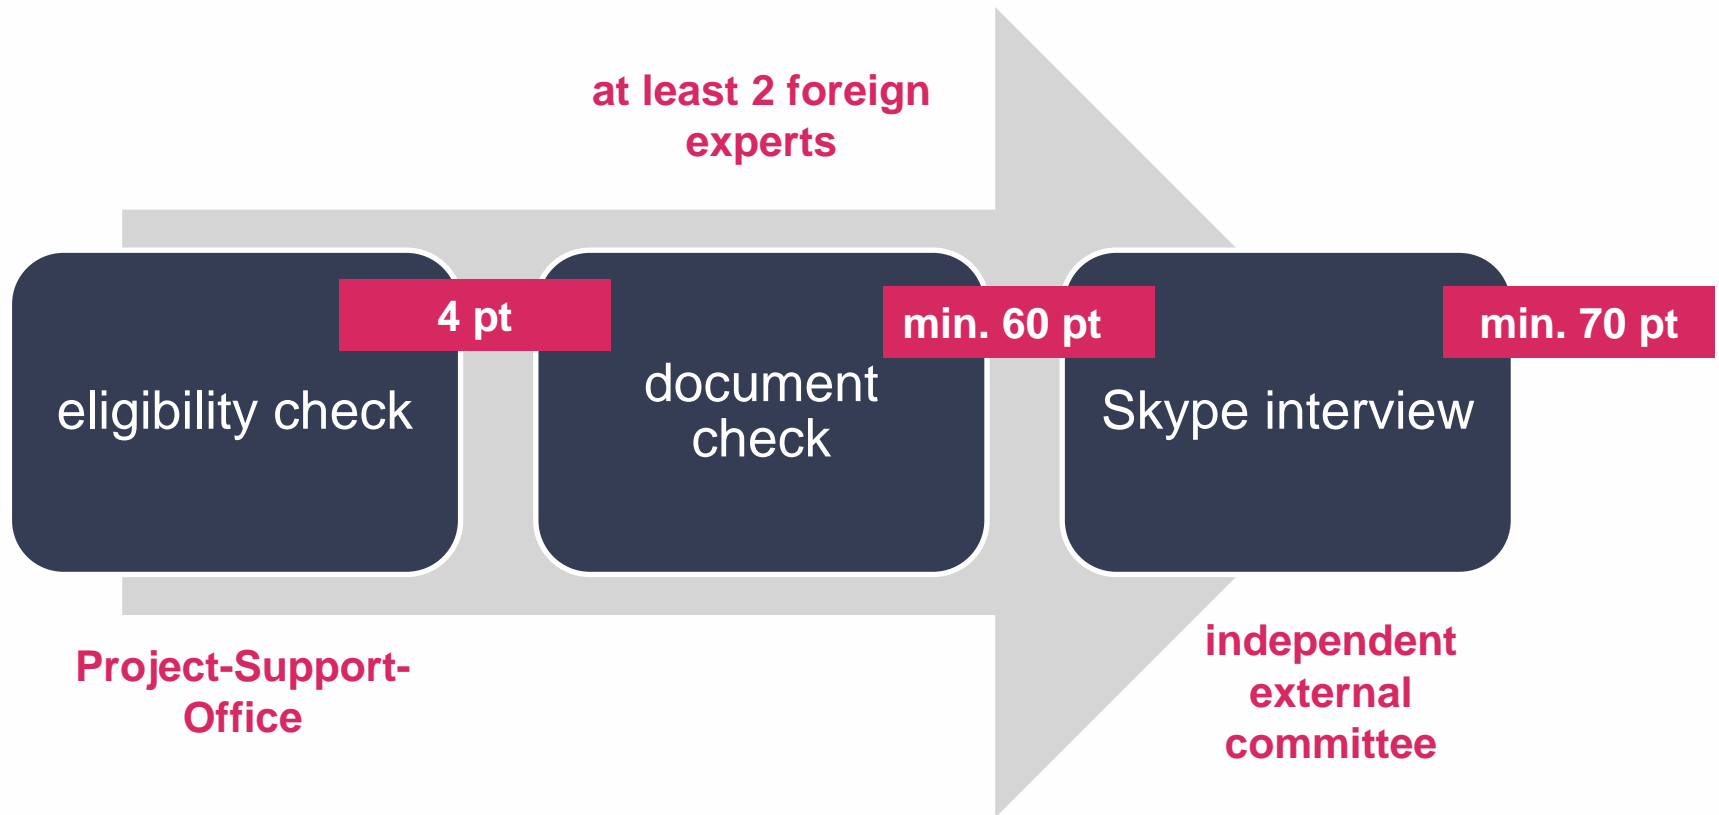 at least 2 foreign
experts
4 pt
min. 60 pt
min. 70 pt
eligibility check
document
check
Skype interview
Project-Support-
Office
independent
external
committee